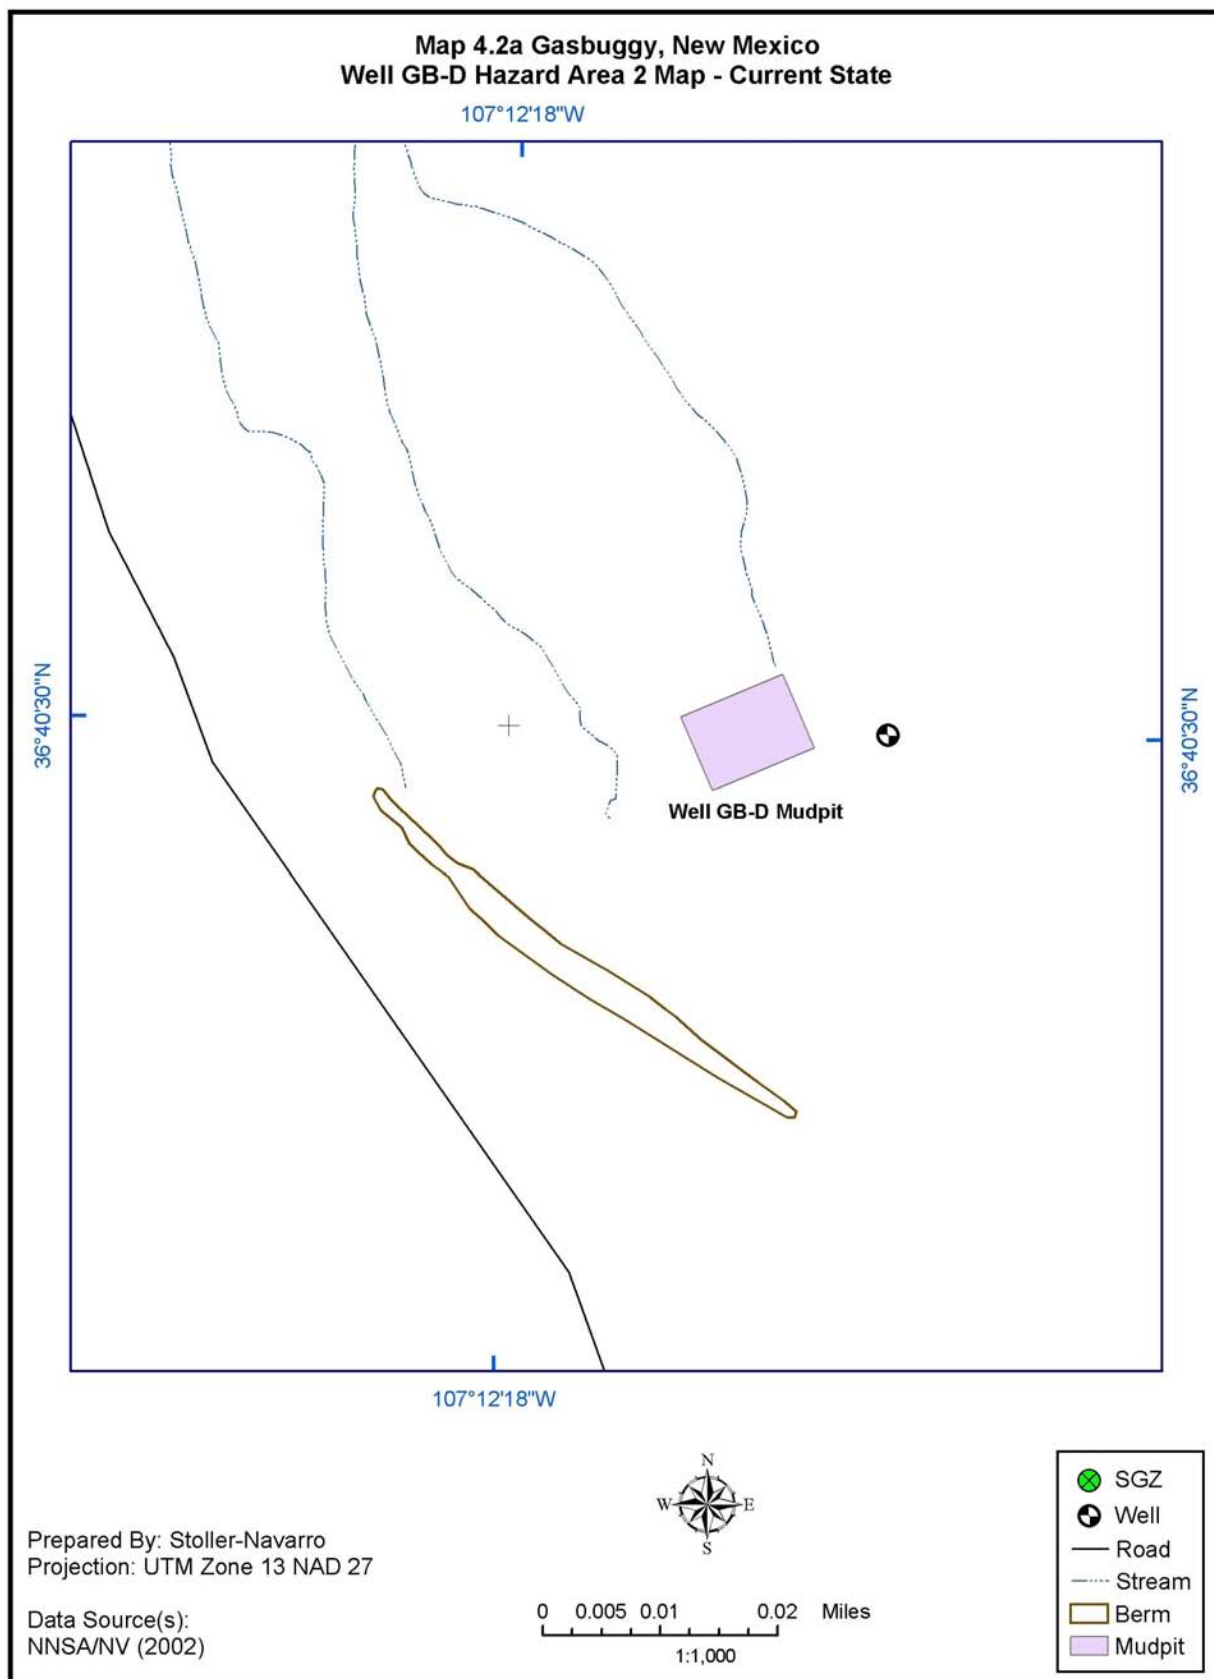 Map 4.2a Gasbuggy, New Mexico
Well GB-D Hazard Area 2 Map - Current State
107°12'18"W
36°40'30"N
36°40'30"N
Well GB-D Mudpit
107°12'18"W
N
W E
S
SGZ
Well
Road
Stream
Berm
Mudpit
Prepared By: Stoller-Navarro
Projection: UTM Zone 13 NAD 27
Data Source(s):
NNSA/NV (2002)
0 0.005 0.01 0.02 Miles
1:1,000